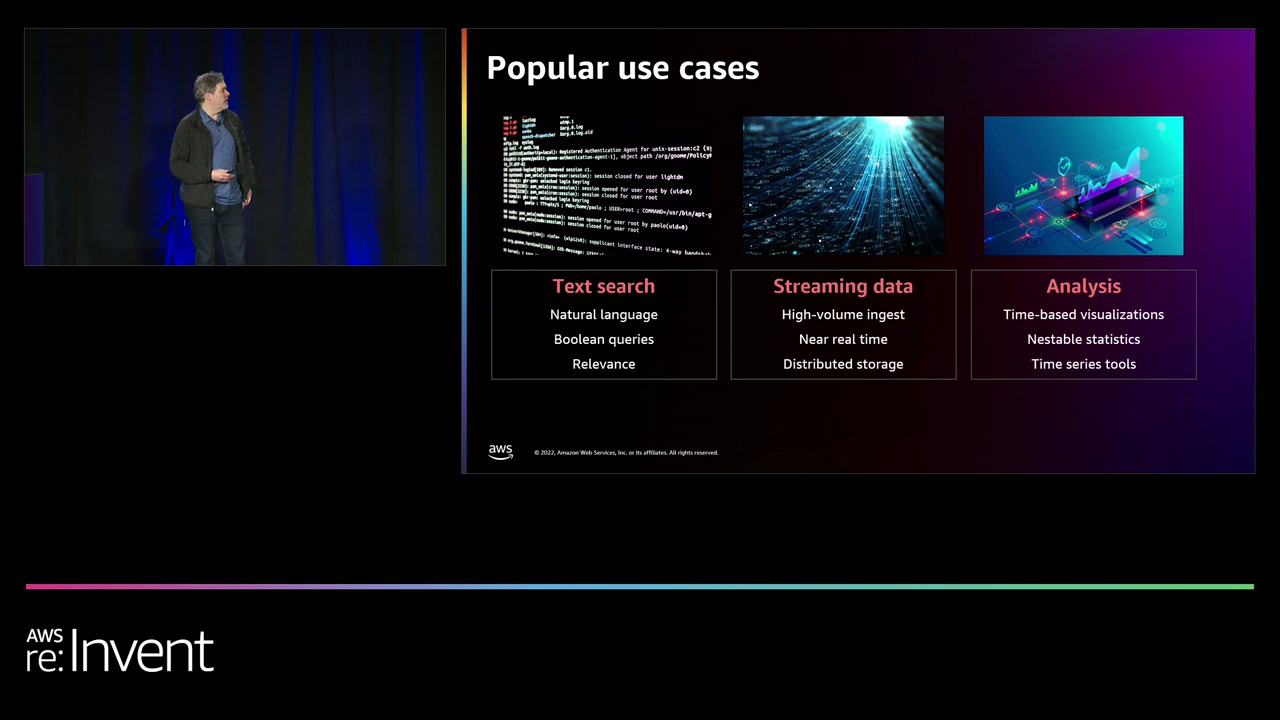 Popular use cases
Text search
Natural language
Boolean queries
Relevance
Streaming data
High-volume ingest
Near real time
Distributed storage
Analysis
Time-based visualizations
Nestable statistics
Time series tools
aws
© 2022, Amazon Web Services, Inc. or its affiliates. All rights reserved.
AWS
re:Invent